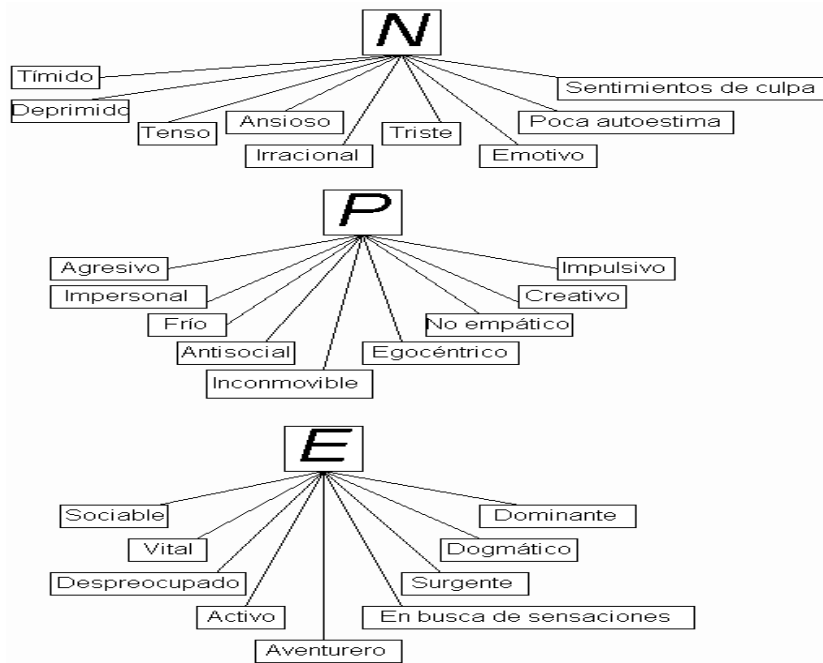 N
Tímido
Sentimientos de culpa
Deprimido
Ansioso
Poca autoestima
Tenso
Triste
Irracional
Emotivo
P
Agresivo
Impulsivo
Impersonal
Creativo
Frío
No empático
Antisocial
Egocéntrico
Inconmovible
E
Sociable
Dominante
Vital
Dogmático
Despreocupado
Surgente
Activo
En busca de sensaciones
Aventurero